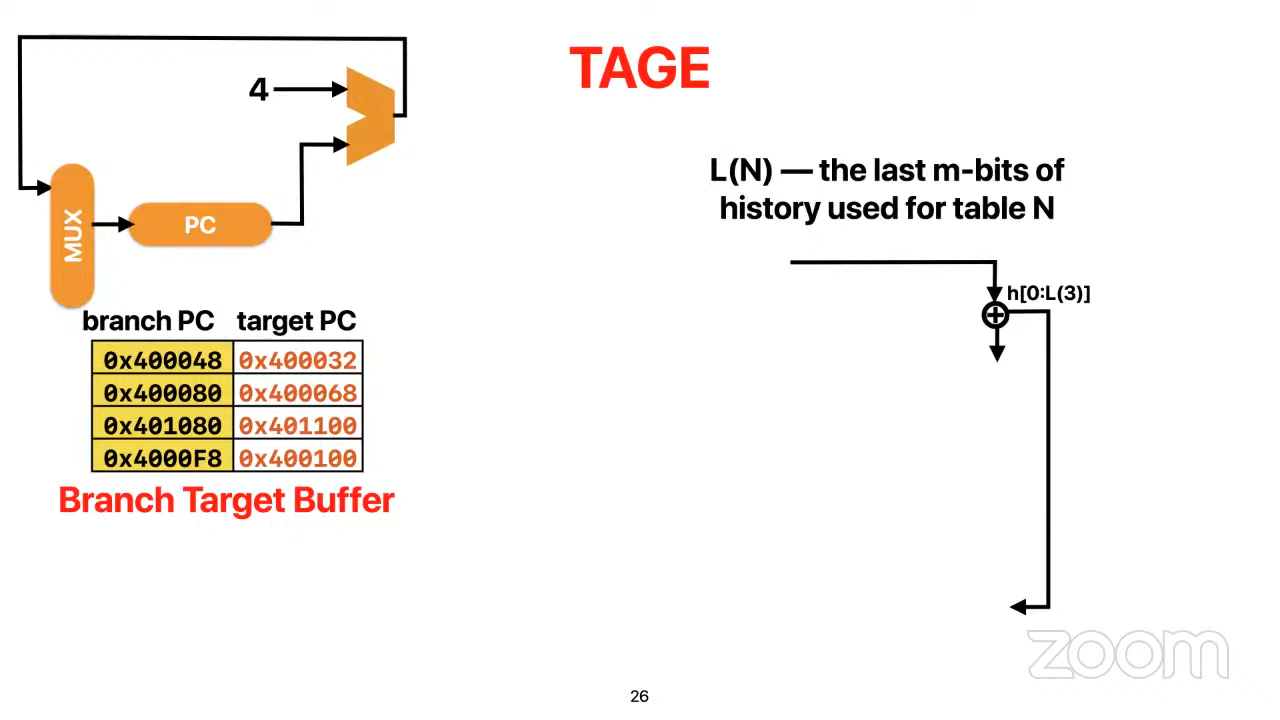 TAGE
4
L(N) — the last m-bits of
history used for table N
MUX
PC
h[0:L(3)]
branch PC target PC
0x400048 0x400032
0x400080 0x400068
0x401080 0x401100
0x4000F8 0x400100
Branch Target Buffer
zoom
26